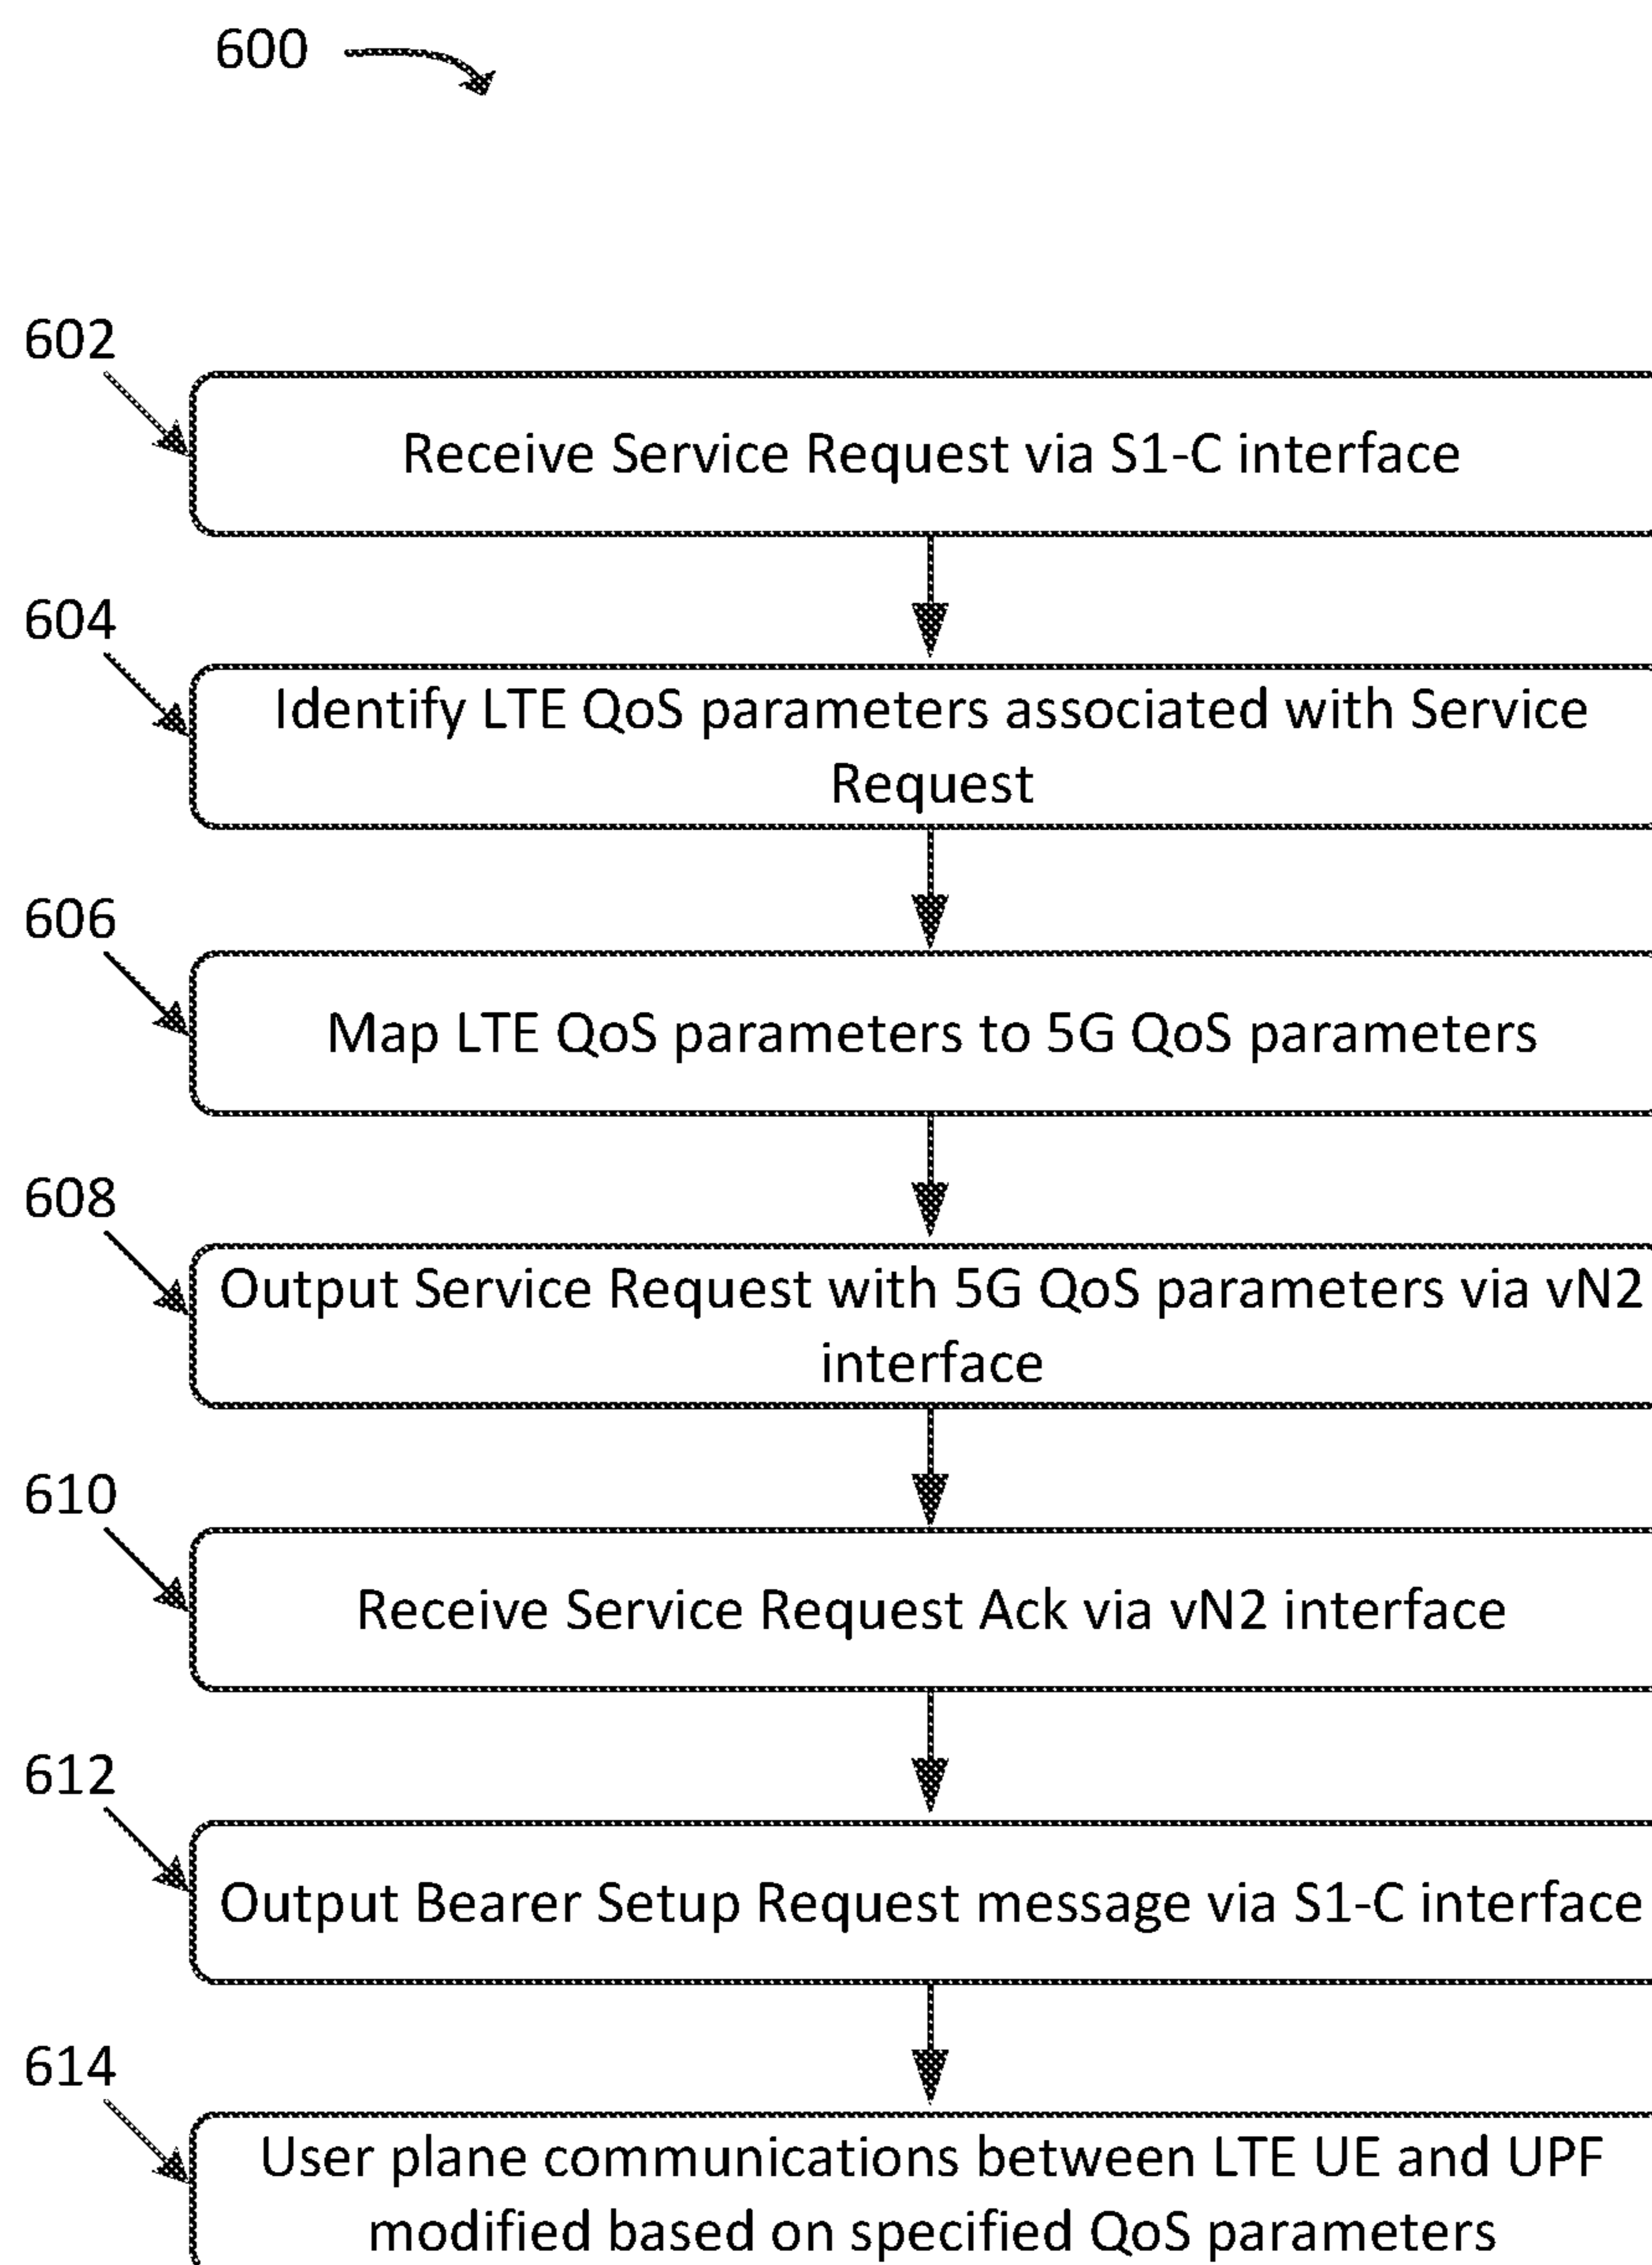 600
602
Receive Service Request via S1-C interface
604
Identify LTE QoS parameters associated with Service
Request
606
Map LTE QoS parameters to 5G QoS parameters
608
Output Service Request with 5G QoS parameters via vN2
interface
610
Receive Service Request Ack via vN2 interface
612
Output Bearer Setup Request message via S1-C interface
614
User plane communications between LTE UE and UPF
modified based on specified QoS parameters